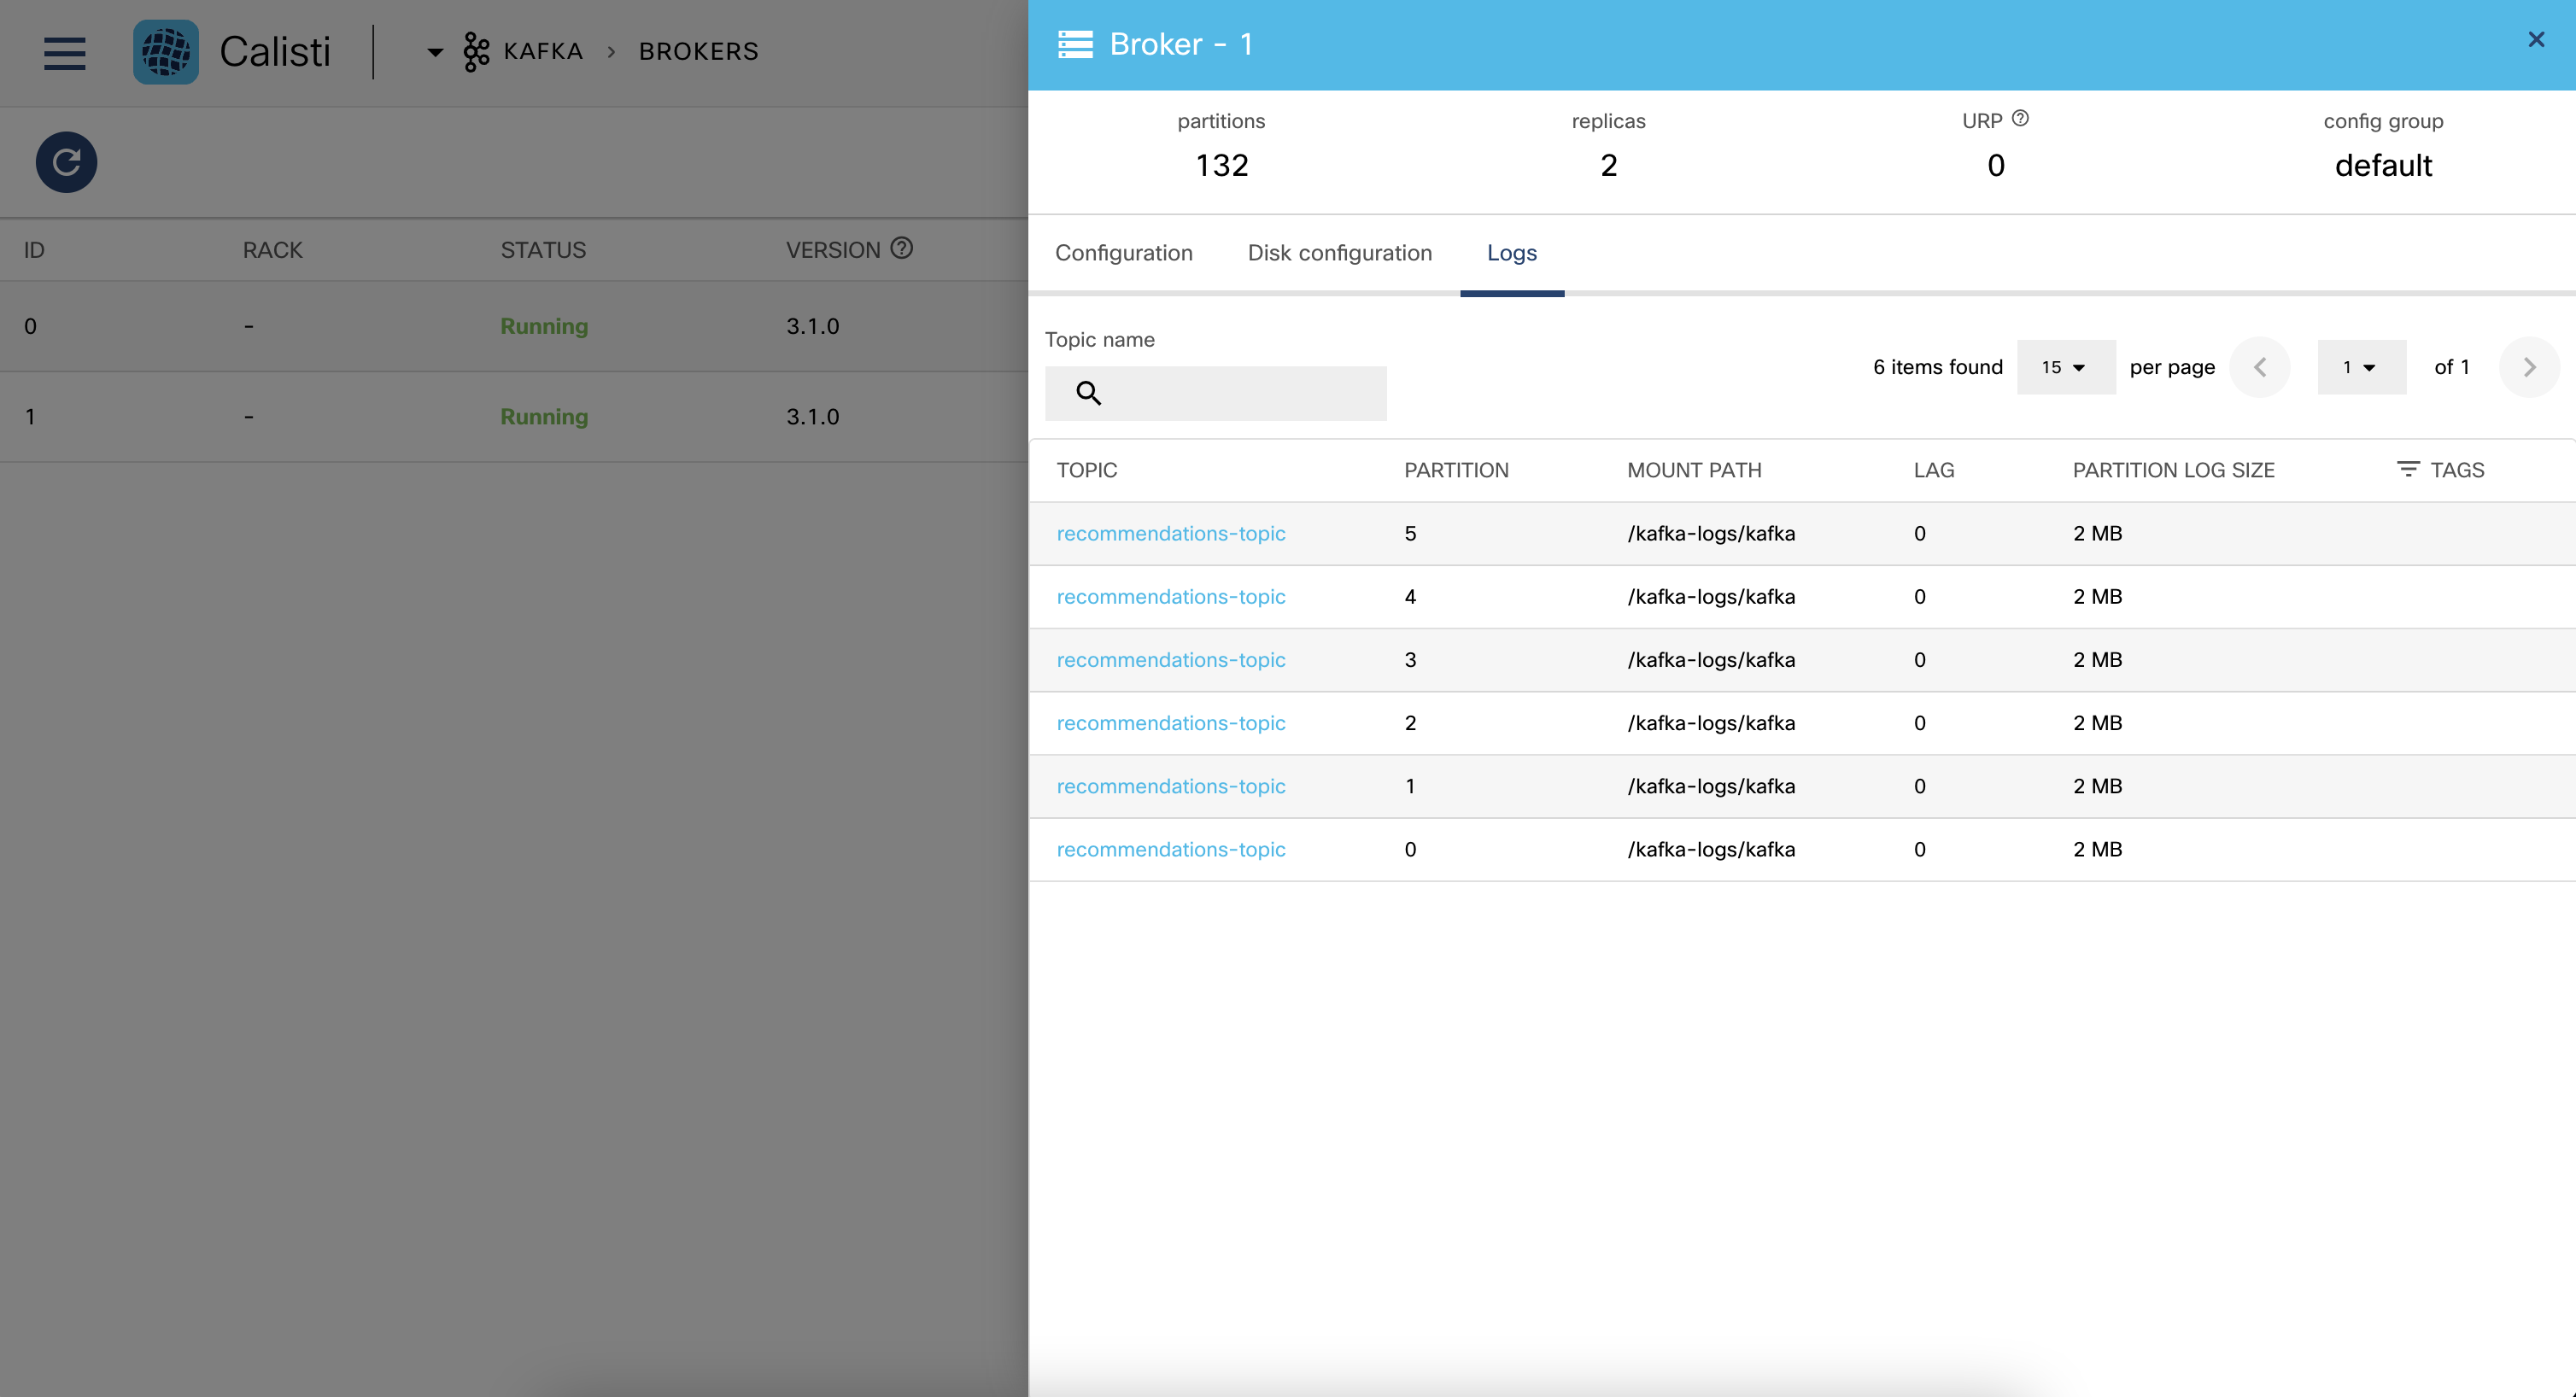 Calisti
KAFKA › BROKERS
ID RACK STATUS VERSION
0 - Running 3.1.0
1 - Running 3.1.0
Broker - 1
partitions replicas URP config group
132 2 0 default
Configuration Disk configuration Logs
Topic name
6 items found 15 per page 1 of 1
TOPIC PARTITION MOUNT PATH LAG PARTITION LOG SIZE TAGS
recommendations-topic 5 /kafka-logs/kafka 0 2 MB
recommendations-topic 4 /kafka-logs/kafka 0 2 MB
recommendations-topic 3 /kafka-logs/kafka 0 2 MB
recommendations-topic 2 /kafka-logs/kafka 0 2 MB
recommendations-topic 1 /kafka-logs/kafka 0 2 MB
recommendations-topic 0 /kafka-logs/kafka 0 2 MB